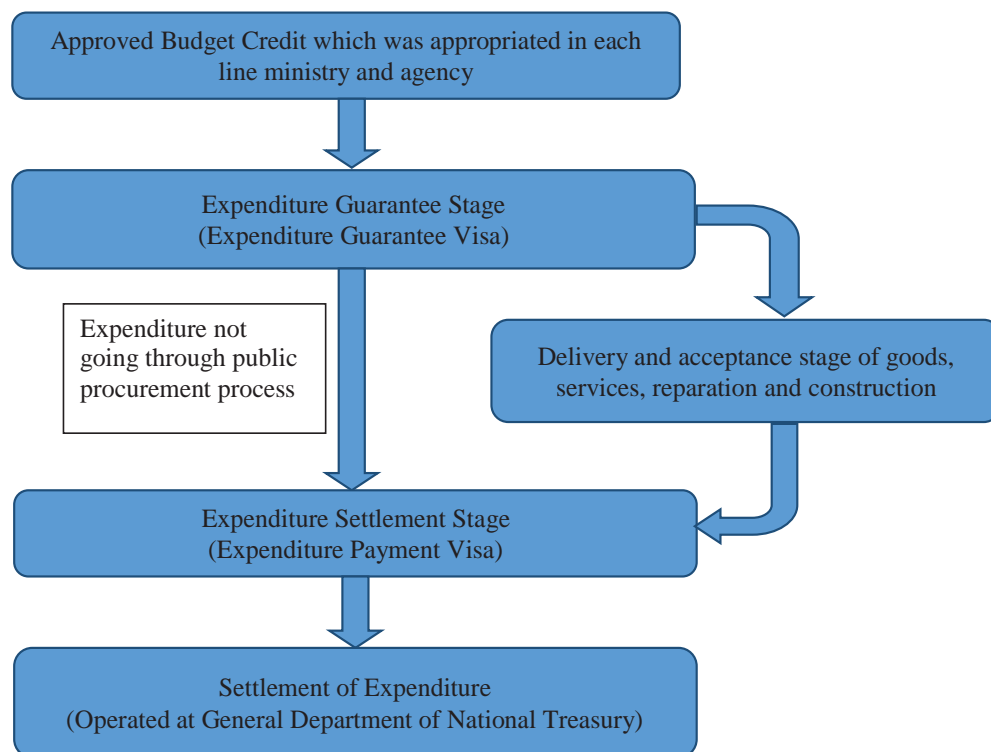 Approved Budget Credit which was appropriated in each
line ministry and agency
Expenditure Guarantee Stage
(Expenditure Guarantee Visa)
Expenditure not
going through public
procurement process
Delivery and acceptance stage of goods,
services, reparation and construction
Expenditure Settlement Stage
(Expenditure Payment Visa)
Settlement of Expenditure
(Operated at General Department of National Treasury)